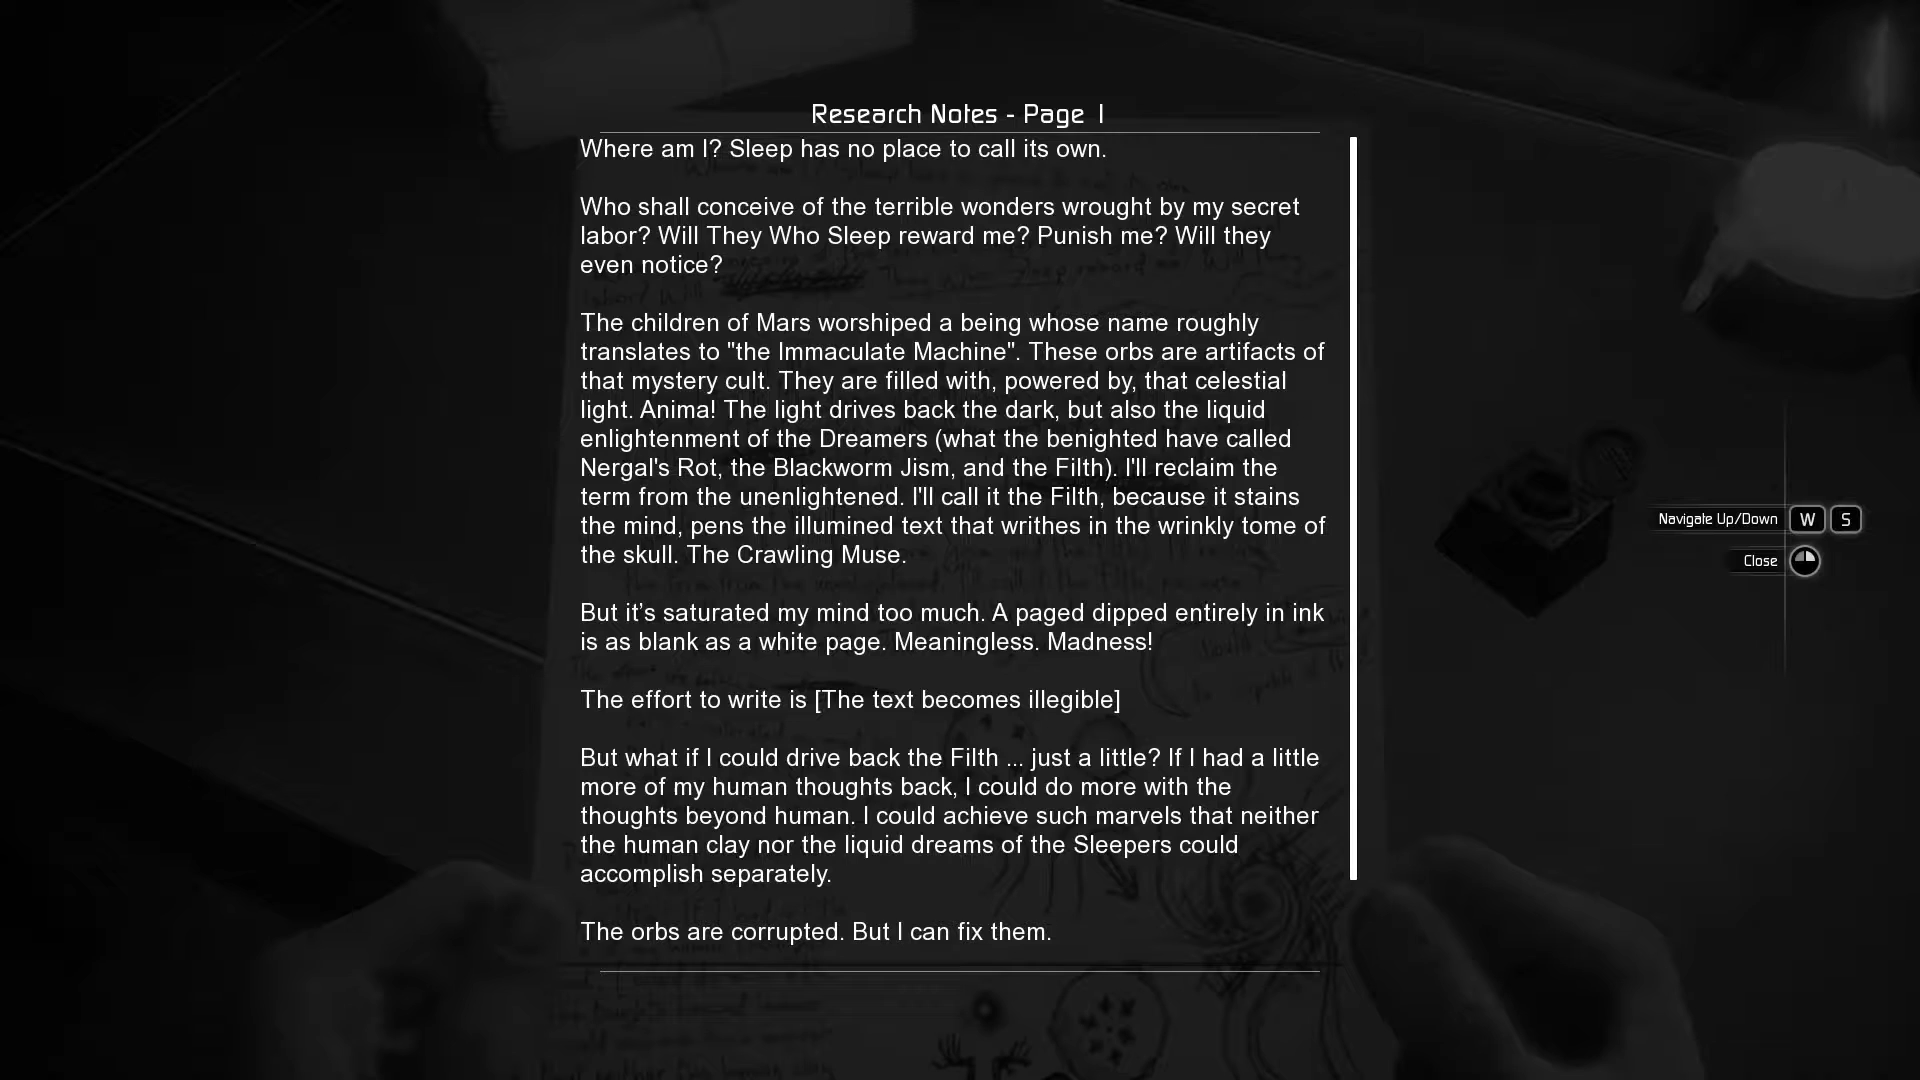 Research Notes - Page 1
Where am I? Sleep has no place to call its own.
Who shall conceive of the terrible wonders wrought by my secret
labor? Will They Who Sleep reward me? Punish me? Will they
even notice?
The children of Mars worshiped a being whose name roughly
translates to "the Immaculate Machine". These orbs are artifacts of
that mystery cult. They are filled with, powered by, that celestial
light. Anima! The light drives back the dark, but also the liquid
enlightenment of the Dreamers (what the benighted have called
Nergal's Rot, the Blackworm Jism, and the Filth). I'll reclaim the
term from the unenlightened. I'll call it the Filth, because it stains
the mind, pens the illumined text that writhes in the wrinkly tome of
the skull. The Crawling Muse.
But it’s saturated my mind too much. A paged dipped entirely in ink
is as blank as a white page. Meaningless. Madness!
The effort to write is [The text becomes illegible]
But what if I could drive back the Filth ... just a little? If I had a little
more of my human thoughts back, I could do more with the
thoughts beyond human. I could achieve such marvels that neither
the human clay nor the liquid dreams of the Sleepers could
accomplish separately.
The orbs are corrupted. But I can fix them.
Navigate Up/Down W S
Close